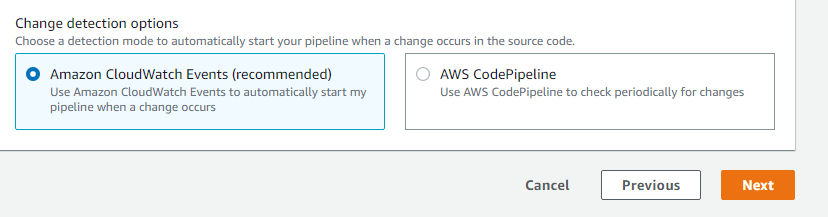 Change detection options
Choose a detection mode to automatically start your pipeline when a change occurs in the source code.
Amazon CloudWatch Events (recommended)
Use Amazon CloudWatch Events to automatically start my
pipeline when a change occurs
AWS CodePipeline
Use AWS CodePipeline to check periodically for changes
Cancel
Previous
Next